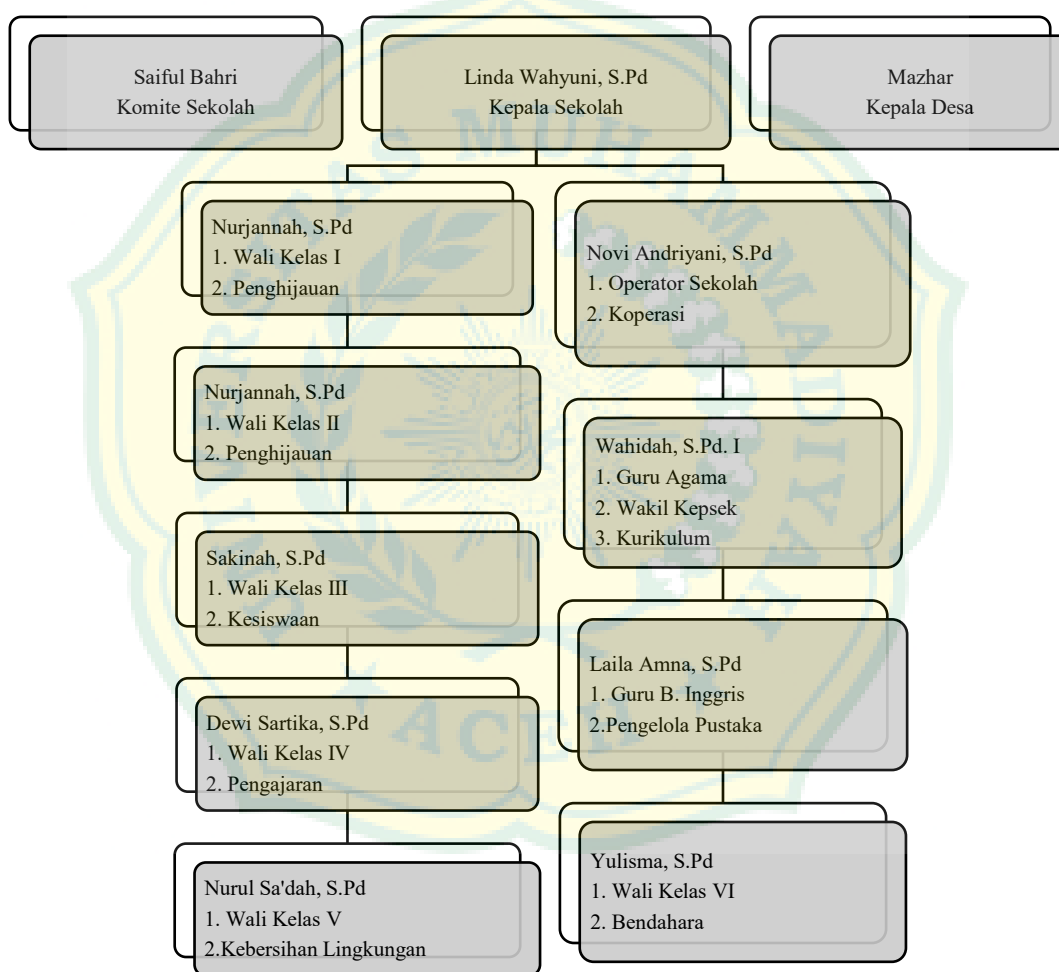 Saiful Bahri
Komite Sekolah
Linda Wahyuni, S.Pd
Kepala Sekolah
Mazhar
Kepala Desa
Nurjannah, S.Pd
1. Wali Kelas I
2. Penghijauan
Nurjannah, S.Pd
1. Wali Kelas II
2. Penghijauan
Sakinah, S.Pd
1. Wali Kelas III
2. Kesiswaan
Dewi Sartika, S.Pd
1. Wali Kelas IV
2. Pengajaran
Nurul Sa'dah, S.Pd
1. Wali Kelas V
2.Kebersihan Lingkungan
Novi Andriyani, S.Pd
1. Operator Sekolah
2. Koperasi
Wahidah, S.Pd. I
1. Guru Agama
2. Wakil Kepsek
3. Kurikulum
Laila Amna, S.Pd
1. Guru B. Inggris
2.Pengelola Pustaka
Yulisma, S.Pd
1. Wali Kelas VI
2. Bendahara
UNIVERSITAS MUHAMMADIYAH
ACEH